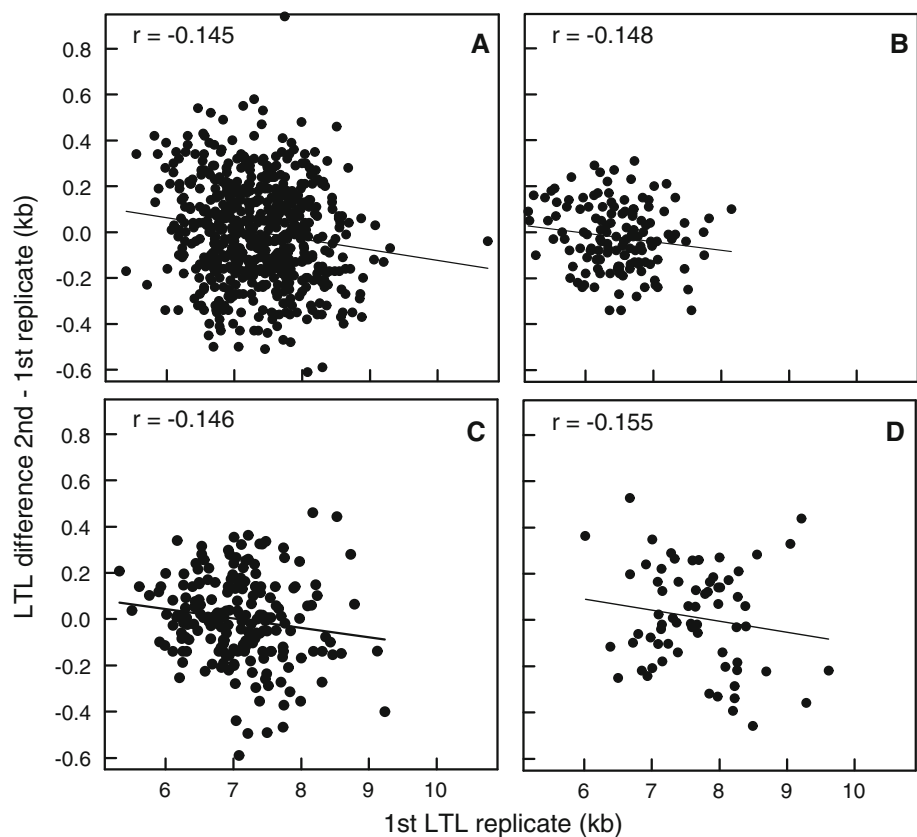 r = -0.145
A
r = -0.148
B
0.8
0.6
0.4
0.2
0.0
-0.2
-0.4
-0.6
r = -0.146
C
r = -0.155
D
0.8
0.6
0.4
0.2
0.0
-0.2
-0.4
-0.6
6 7 8 9 10
6 7 8 9 10
LTL difference 2nd - 1st replicate (kb)
1st LTL replicate (kb)